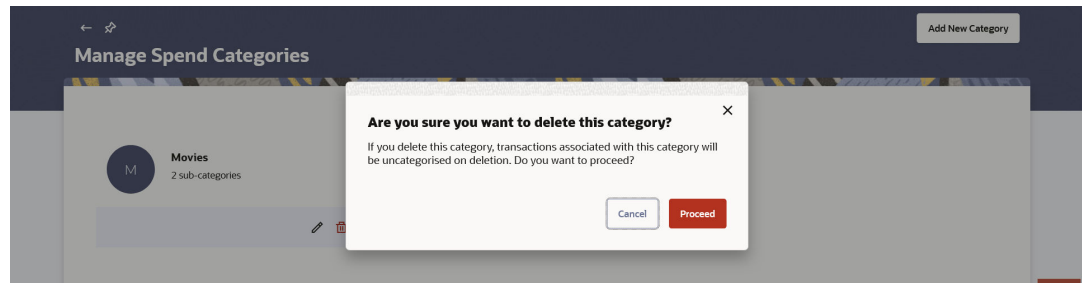 Add New Category
Manage Spend Categories
Are you sure you want to delete this category?
If you delete this category, transactions associated with this category will
be uncategorised on deletion. Do you want to proceed?
M
Movies
2 sub-categories
Cancel
Proceed